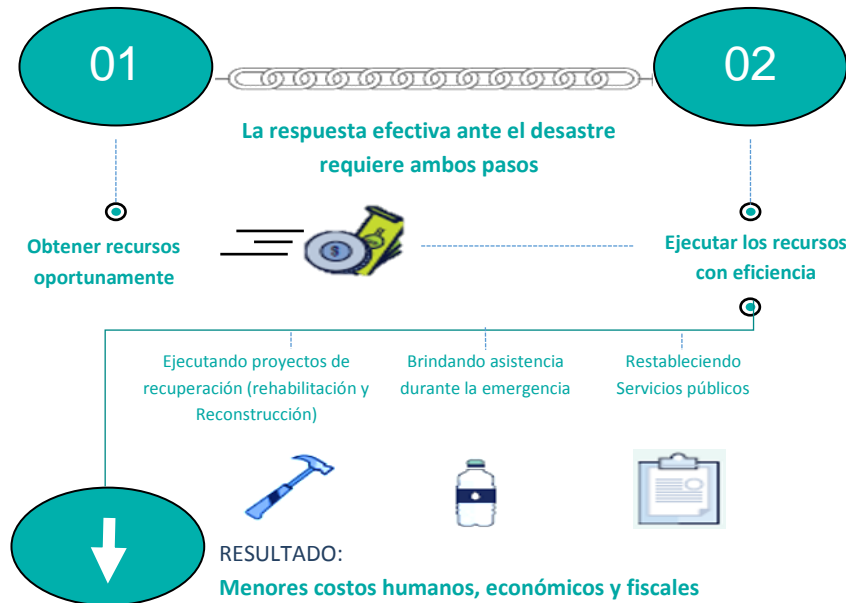 01
02
La respuesta efectiva ante el desastre
requiere ambos pasos
Obtener recursos
oportunamente
$
Ejecutar los recursos
con eficiencia
Ejecutando proyectos de
recuperación (rehabilitación y
Reconstrucción)
Brindando asistencia
durante la emergencia
Restableciendo
Servicios públicos
RESULTADO:
Menores costos humanos, económicos y fiscales